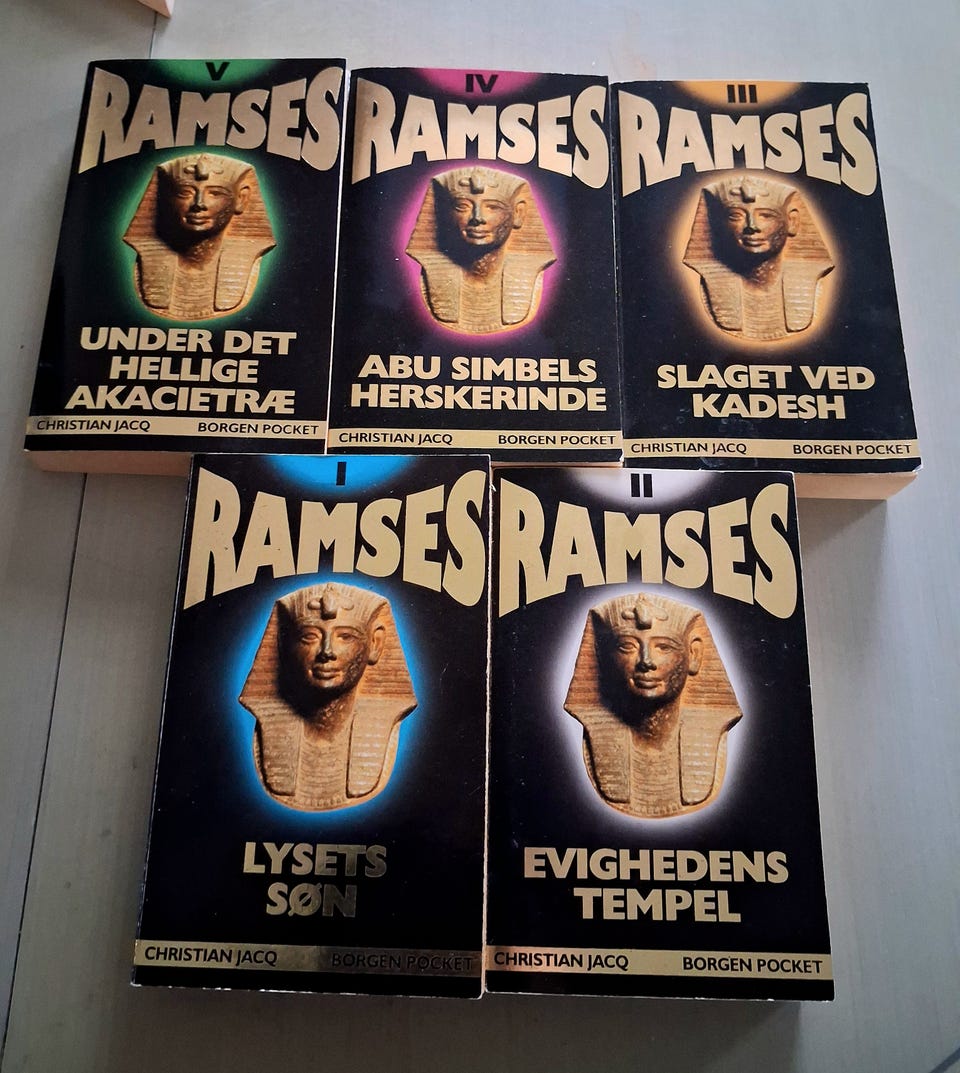 V
RAMSES
UNDER DET
HELLIGE
AKACIETRÆ
CHRISTIAN JACQ BORGEN POCKET
IV
RAMSES
ABU SIMBELS
HERSKERINDE
CHRISTIAN JACQ BORGEN POCKET
III
RAMSES
SLAGET VED
KADESH
CHRISTIAN JACQ BORGEN POCKET
I
RAMSES
LYSETS
SØN
CHRISTIAN JACQ BORGEN POCKET
II
RAMSES
EVIGHEDENS
TEMPEL
CHRISTIAN JACQ BORGEN POCKET